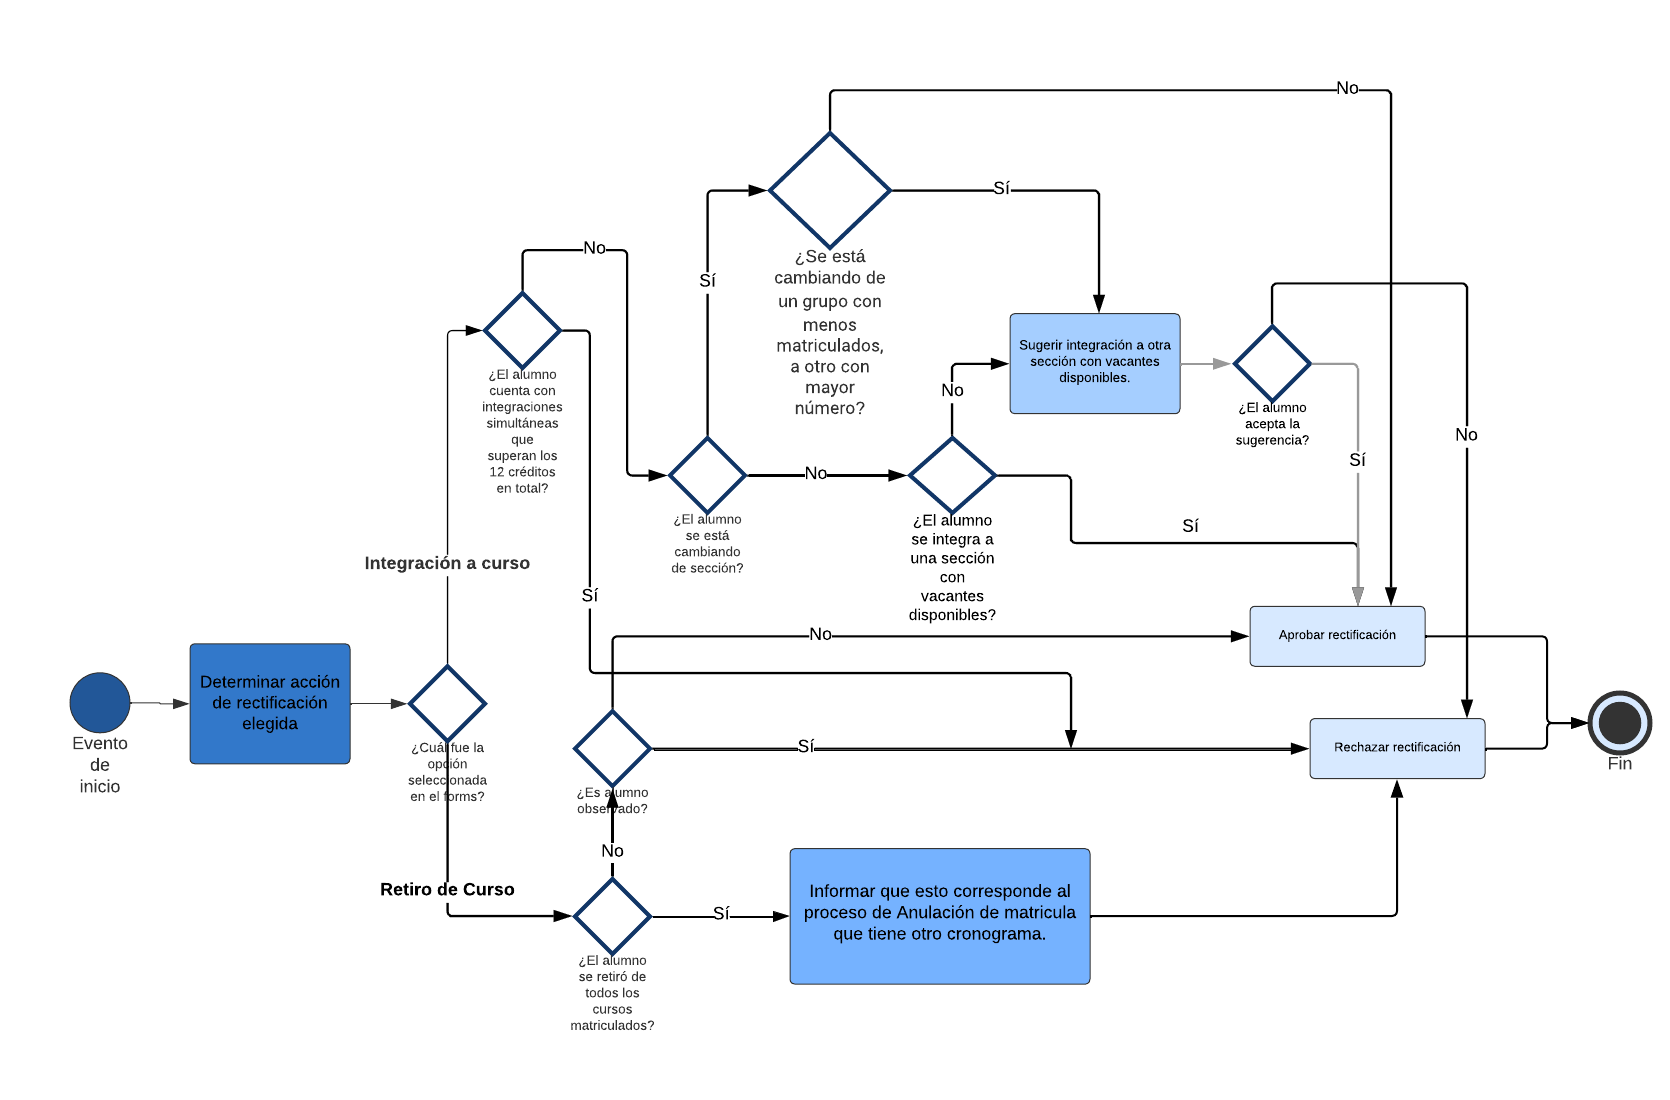 No
¿Se está
cambiando de
un grupo con
menos
matriculados,
a otro con
mayor
número?
Sí
Sí
No
¿El alumno
cuenta con
integraciones
simultáneas
que
superan los
12 créditos
en total?
Sugerir integración a otra
sección con vacantes
disponibles.
¿El alumno
acepta la
sugerencia?
No
Sí
No
No
¿El alumno
se está
cambiando
de sección?
¿El alumno
se integra a
una sección
con
vacantes
disponibles?
Sí
Integración a curso
Sí
No
Aprobar rectificación
Determinar acción
de rectificación
elegida
Evento
de
inicio
¿Cuál fue la
opción
seleccionada
en el forms?
Sí
Rechazar rectificación
Fin
¿Es alumno
observado?
No
Retiro de Curso
Sí
Informar que esto corresponde al
proceso de Anulación de matricula
que tiene otro cronograma.
¿El alumno
se retiró de
todos los
cursos
matriculados?